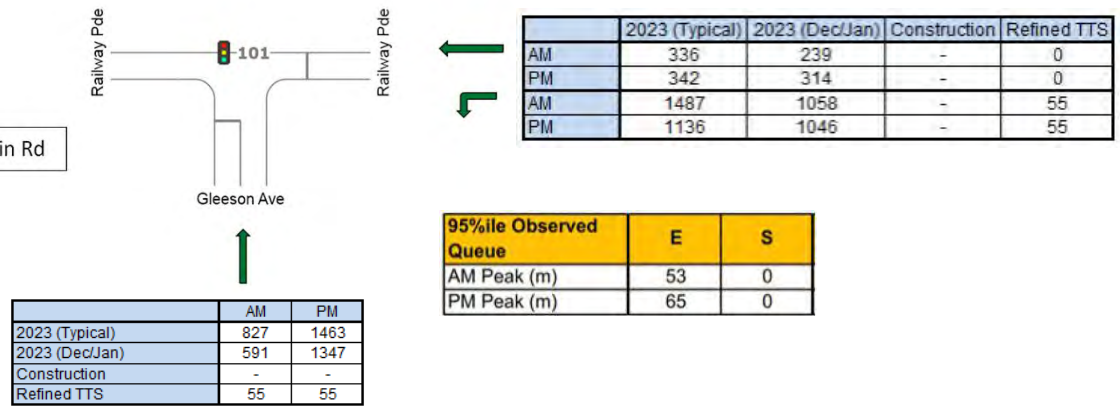 Railway Pde
101
Railway Pde
in Rd
Gleeson Ave
2023 (Typical) 2023 (Dec/Jan) Construction Refined TTS
AM 336 239 - 0
PM 342 314 - 0
AM 1487 1058 - 55
PM 1136 1046 - 55
95%ile Observed
Queue E S
AM Peak (m) 53 0
PM Peak (m) 65 0
AM PM
2023 (Typical) 827 1463
2023 (Dec/Jan) 591 1347
Construction - -
Refined TTS 55 55